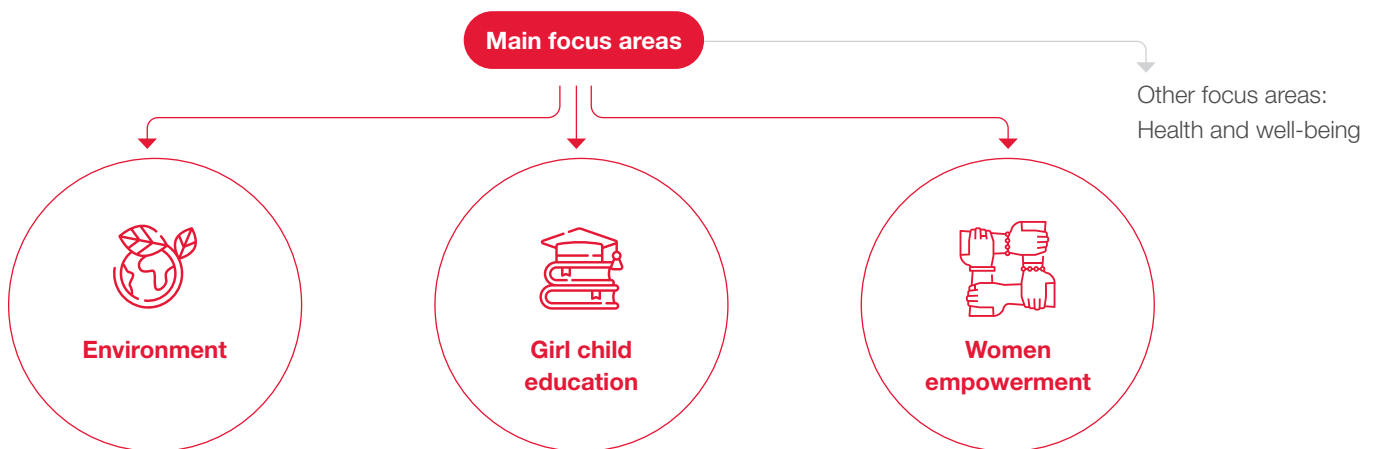 Main focus areas
Other focus areas:
Health and well-being
Environment
Girl child
education
Women
empowerment